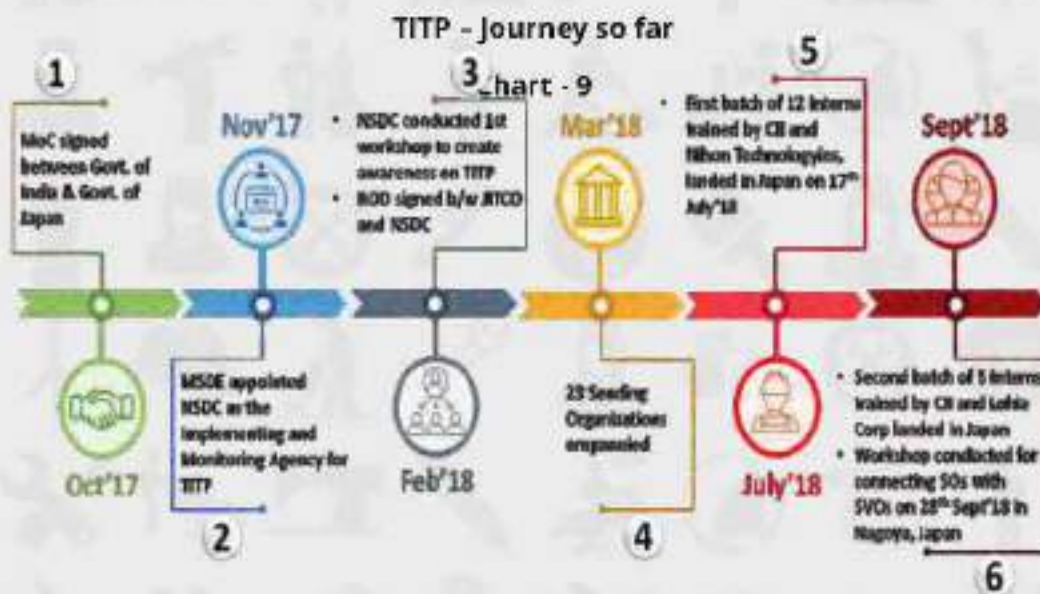 TITP - Journey so far
Chart - 9
1
MoC signed
between Govt. of
India & Govt. of
Japan
Oct'17
Nov'17
MSDE appointed
NSDC as the
Implementing and
Monitoring Agency for
TITP
2
3
• NSDC conducted 1st
workshop to create
awareness on TITP
• ROD signed b/w JITCO
and NSDC
Feb'18
Mar'18
23 Sending
Organizations
empaneled
4
5
• First batch of 12 Interns
trained by CII and
Nihon Technologyies,
landed in Japan on 17th
July'18
July'18
Sept'18
• Second batch of 5 Interns
trained by CII and Lohia
Corp landed in Japan
• Workshop conducted for
connecting SOs with
SVOs on 28th Sept'18 in
Nagoya, Japan
6